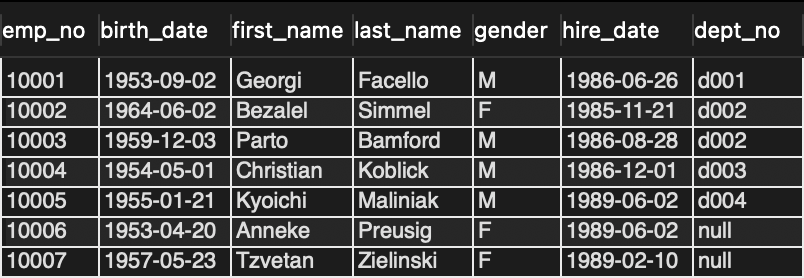 emp_no birth_date first_name last_name gender hire_date dept_no
10001 1953-09-02 Georgi Facello M 1986-06-26 d001
10002 1964-06-02 Bezalel Simmel F 1985-11-21 d002
10003 1959-12-03 Parto Bamford M 1986-08-28 d002
10004 1954-05-01 Christian Koblick M 1986-12-01 d003
10005 1955-01-21 Kyoichi Maliniak M 1989-06-02 d004
10006 1953-04-20 Anneke Preusig F 1989-06-02 null
10007 1957-05-23 Tzvetan Zielinski F 1989-02-10 null